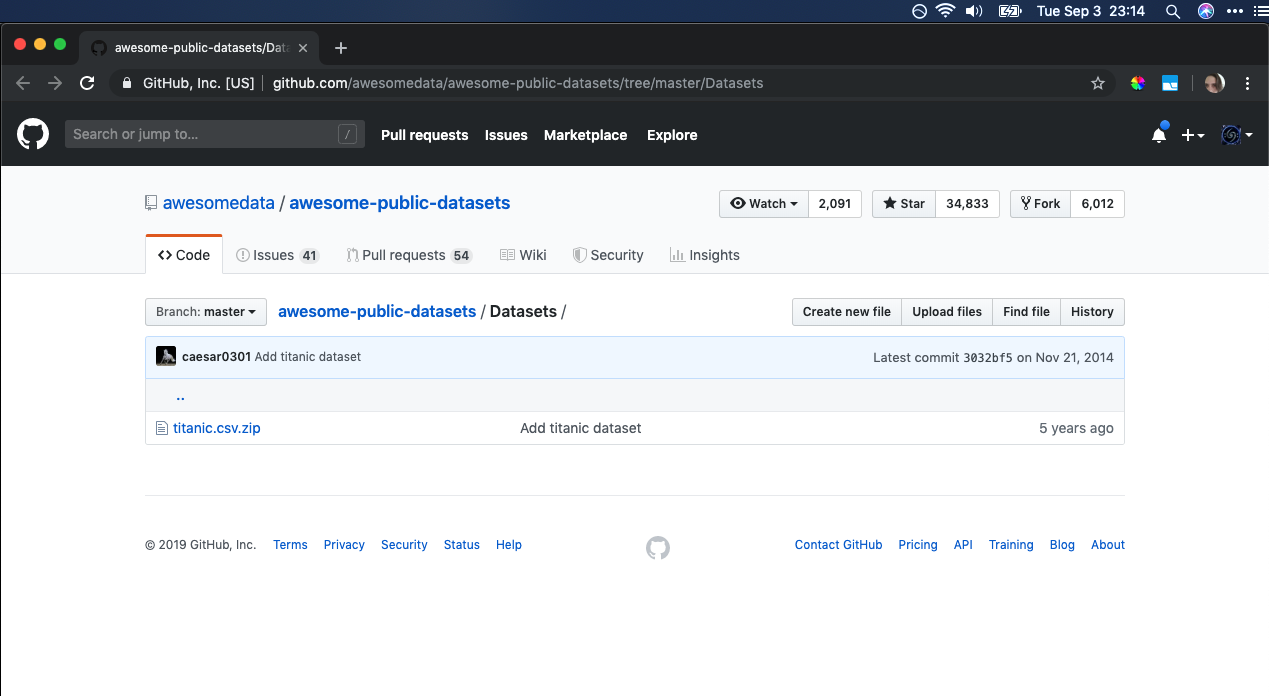 Tue Sep 3 23:14
awesome-public-datasets/Data
GitHub, Inc. [US] github.com/awesomedata/awesome-public-datasets/tree/master/Datasets
Search or jump to... / Pull requests Issues Marketplace Explore
awesomedata / awesome-public-datasets Watch 2,091 Star 34,833 Fork 6,012
Code Issues 41 Pull requests 54 Wiki Security Insights
Branch: master awesome-public-datasets / Datasets / Create new file Upload files Find file History
caesar0301 Add titanic dataset Latest commit 3032bf5 on Nov 21, 2014
..
titanic.csv.zip Add titanic dataset 5 years ago
© 2019 GitHub, Inc. Terms Privacy Security Status Help Contact GitHub Pricing API Training Blog About